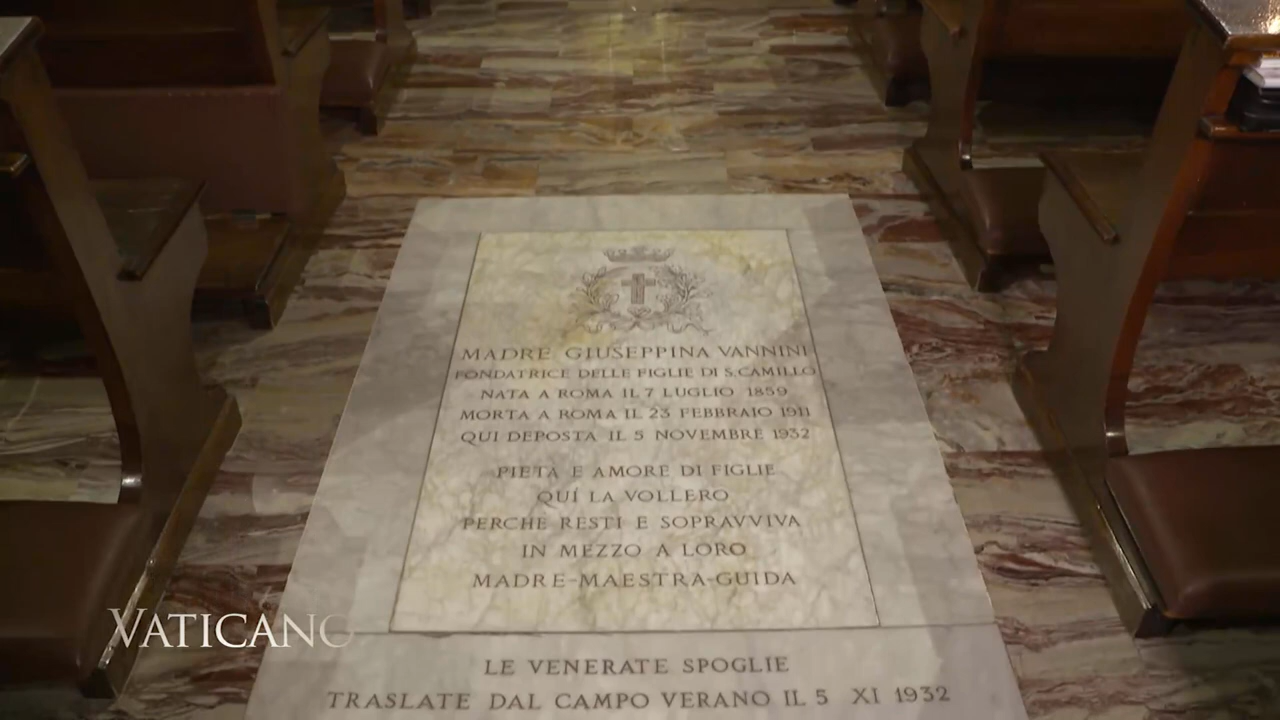 MADRE GIUSEPPINA VANNINI
FONDATRICE DELLE FIGLIE DI S. CAMILLO
NATA A ROMA IL 7 LUGLIO 1859
MORTA A ROMA IL 23 FEBBRAIO 1911
QUI DEPOSTA IL 5 NOVEMBRE 1932
PIETA E AMORE DI FIGLIE
QUÍ LA VOLLERO
PERCHE RESTI E SOPRAVVIVA
IN MEZZO A LORO
MADRE-MAESTRA-GUIDA
LE VENERATE SPOGLIE
TRASLATE DAL CAMPO VERANO IL 5 XI 1932
VATICANO